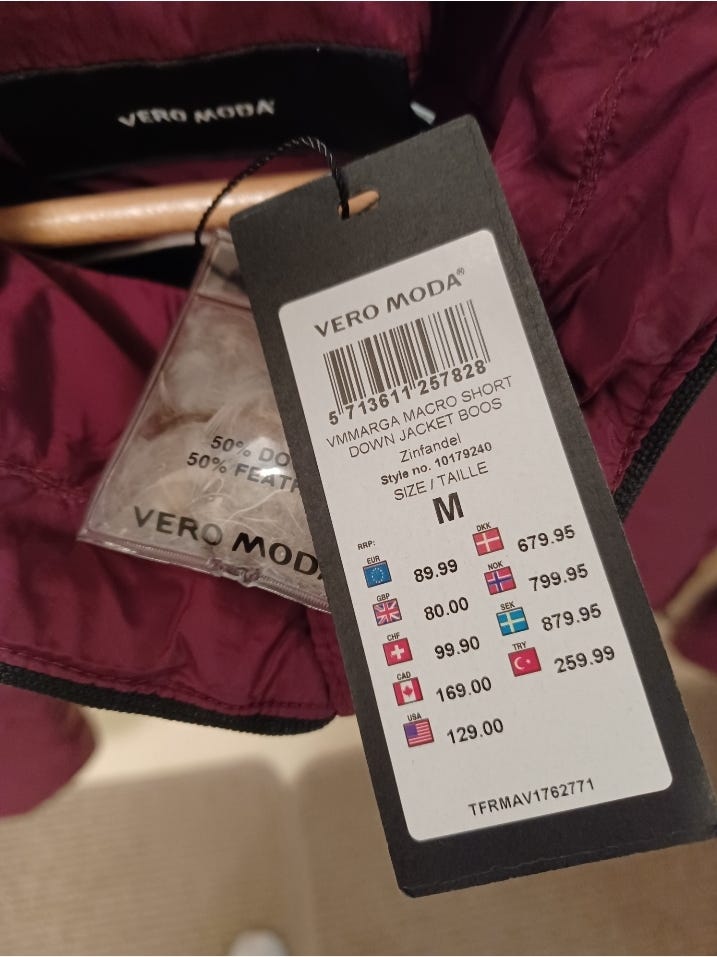 VERO MODA
VERO MODA®
5 713611 257828
VMMARGA MACRO SHORT
DOWN JACKET BOOS
Zinfandel
Style no. 10179240
SIZE / TAILLE
M
RRP:
EUR 89.99
GBP 80.00
CHF 99.90
CAD 169.00
USA 129.00
DKK 679.95
NOK 799.95
SEK 879.95
TRY 259.99
TFRMAV1762771
50% DO
50% FEATH
VERO MODA